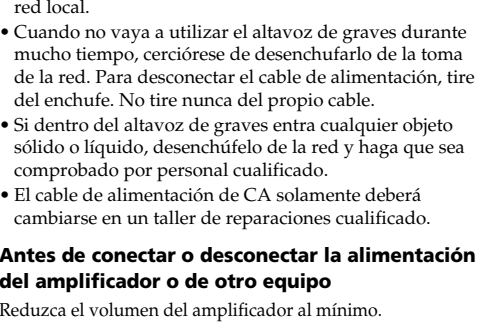 red local.
• Cuando no vaya a utilizar el altavoz de graves durante
mucho tiempo, cerciórese de desenchufarlo de la toma
de la red. Para desconectar el cable de alimentación, tire
del enchufe. No tire nunca del propio cable.
• Si dentro del altavoz de graves entra cualquier objeto
sólido o líquido, desenchúfelo de la red y haga que sea
comprobado por personal cualificado.
• El cable de alimentación de CA solamente deberá
cambiarse en un taller de reparaciones cualificado.
Antes de conectar o desconectar la alimentación
del amplificador o de otro equipo
Reduzca el volumen del amplificador al mínimo.